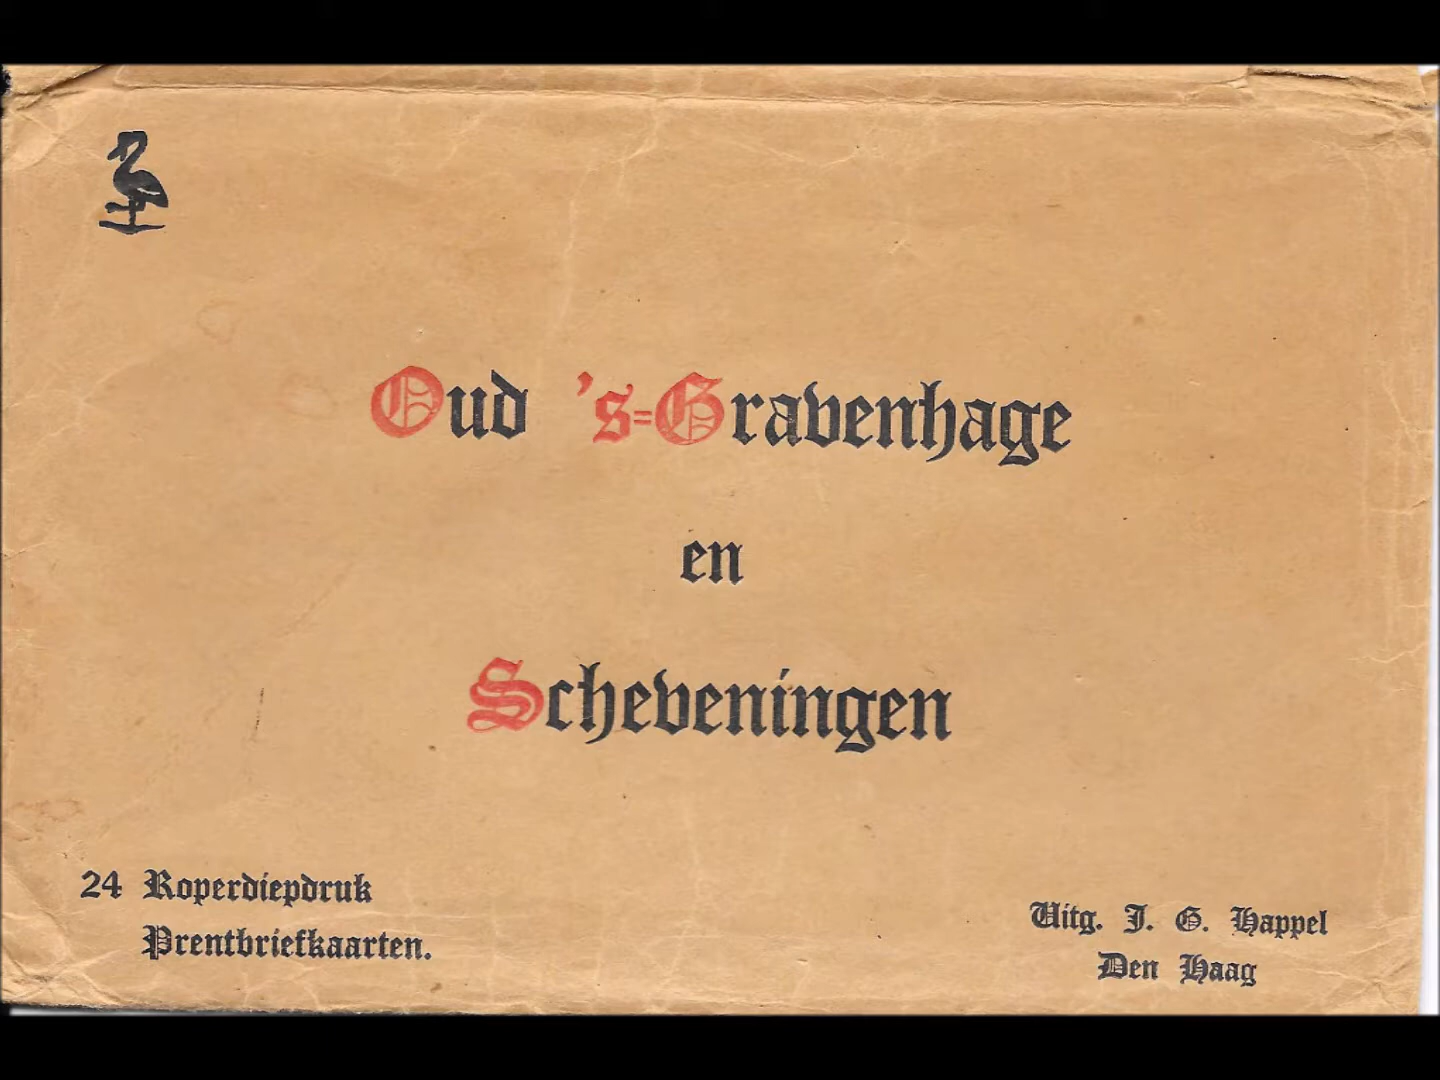 Oud 's=Gravenhage
en
Scheveningen
24 Koperdiepdruk
Prentbriefkaarten.
Uitg. J. G. Happel
Den Haag